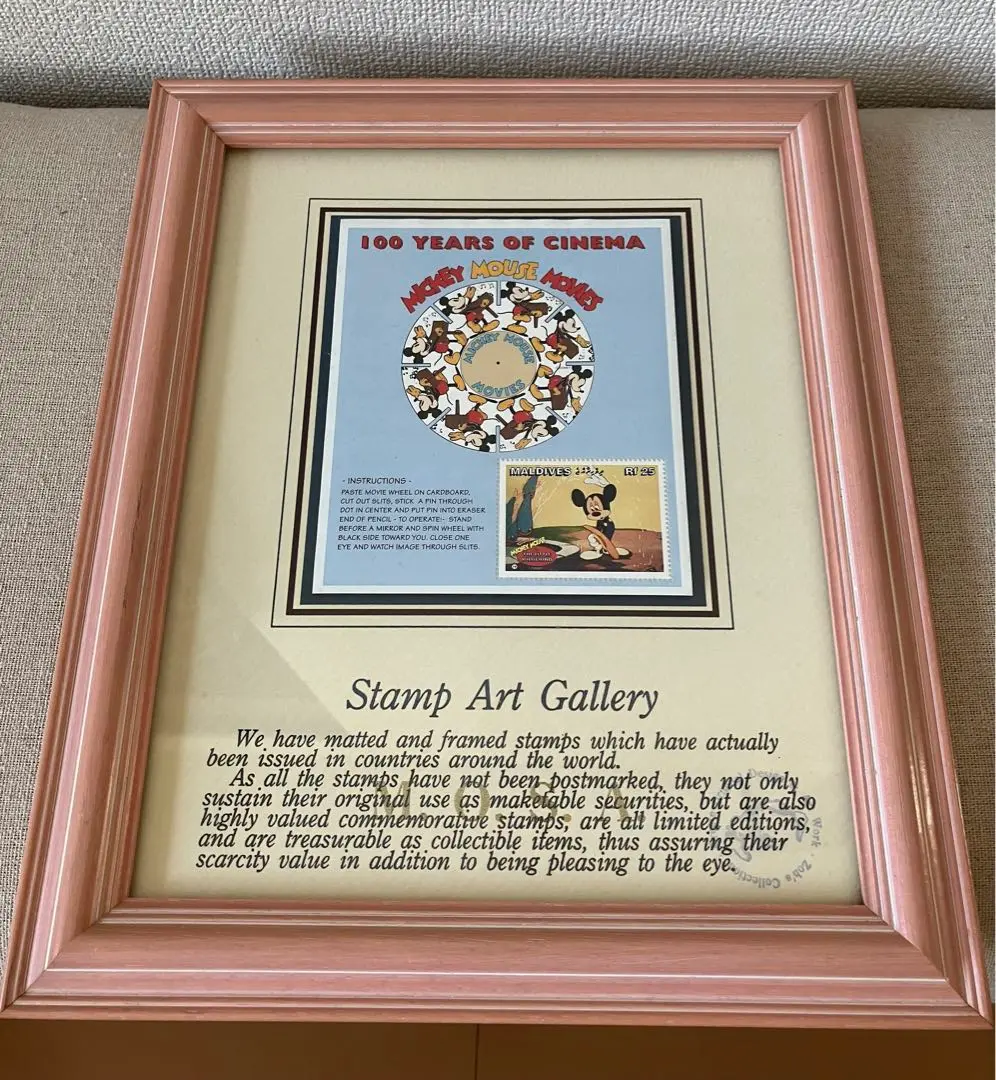 100 YEARS OF CINEMA
MICKEY MOUSE MOVIES
MICKEY MOUSE
MOVIES
- INSTRUCTIONS -
PASTE MOVIE WHEEL ON CARDBOARD,
CUT OUT SLITS, STICK A PIN THROUGH
DOT IN CENTER AND PUT PIN INTO ERASER
END OF PENCIL - TO OPERATE:- STAND
BEFORE A MIRROR AND SPIN WHEEL WITH
BLACK SIDE TOWARD YOU. CLOSE ONE
EYE AND WATCH IMAGE THROUGH SLITS.
MALDIVES Rf 25
MICKEY MOUSE
Stamp Art Gallery
We have matted and framed stamps which have actually
been issued in countries around the world.
As all the stamps have not been postmarked, they not only
sustain their original use as maketable securities, but are also
highly valued commemorative stamps, are all limited editions,
and are treasurable as collectible items, thus assuring their
scarcity value in addition to being pleasing to the eye.
Work · Zob's Collection